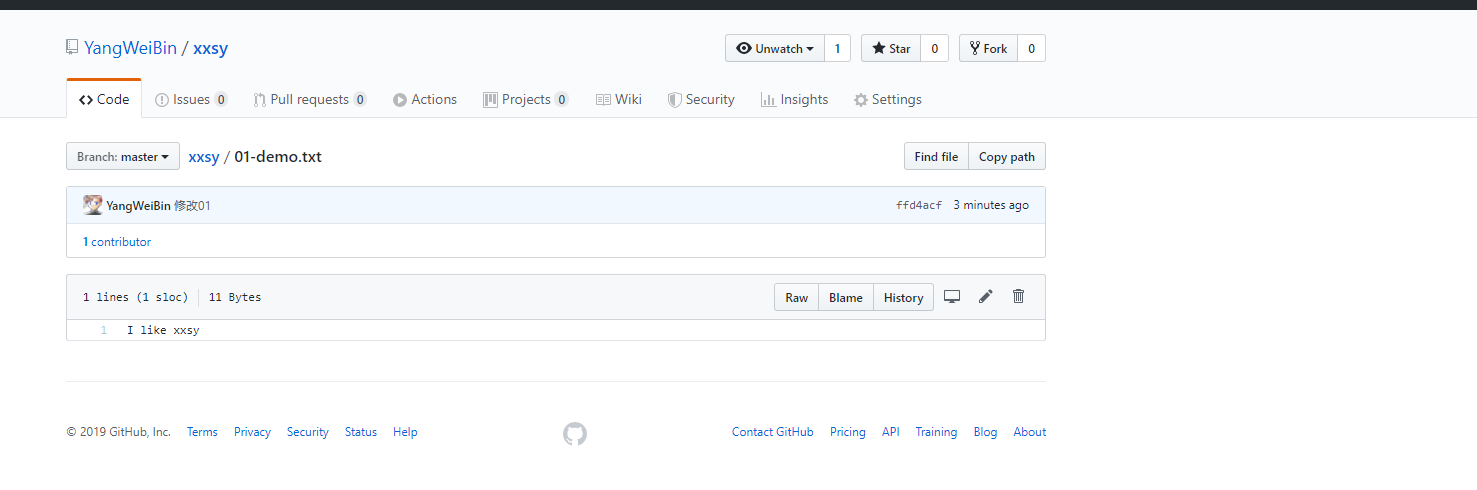 YangWeiBin / xxsy
Unwatch 1 Star 0 Fork 0
Code Issues 0 Pull requests 0 Actions Projects 0 Wiki Security Insights Settings
Branch: master xxsy / 01-demo.txt Find file Copy path
YangWeiBin 修改01 ffd4acf 3 minutes ago
1 contributor
1 lines (1 sloc) 11 Bytes Raw Blame History
1 I like xxsy
© 2019 GitHub, Inc. Terms Privacy Security Status Help Contact GitHub Pricing API Training Blog About